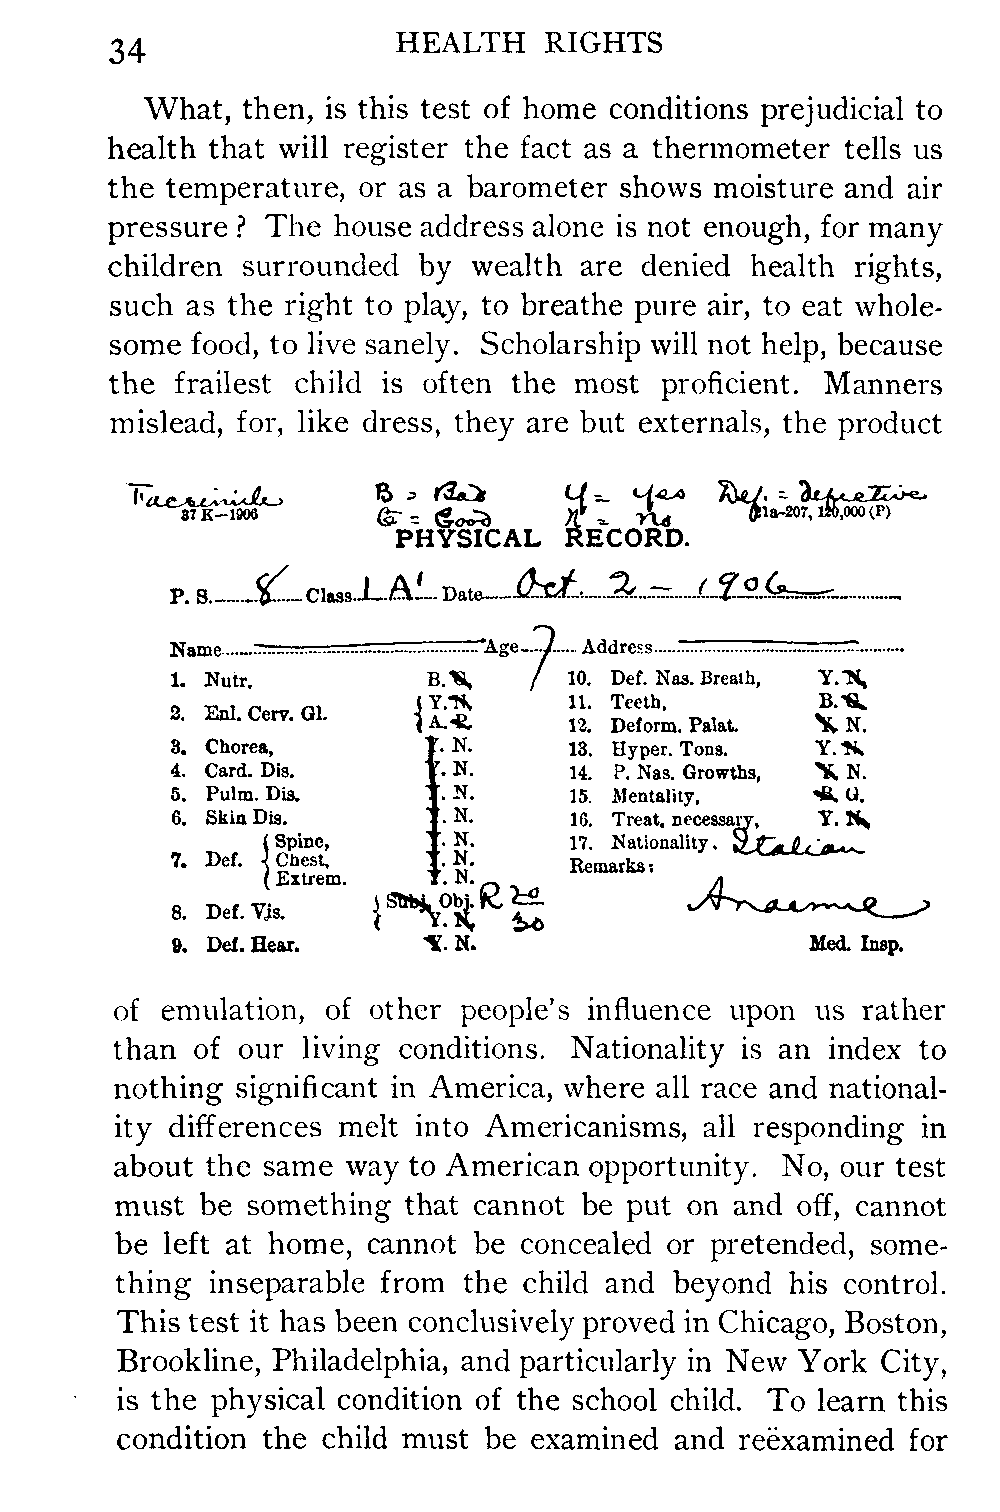 34 HEALTH RIGHTS
What, then, is this test of home conditions prejudicial to
health that will register the fact as a thermometer tells us
the temperature, or as a barometer shows moisture and air
pressure? The house address alone is not enough, for many
children surrounded by wealth are denied health rights,
such as the right to play, to breathe pure air, to eat whole-
some food, to live sanely. Scholarship will not help, because
the frailest child is often the most proficient. Manners
mislead, for, like dress, they are but externals, the product
Facsimile B = Bad Y = Yes Def. = defective
37 K—1906 G = Good N = No 1a-207, 120,000 (P)
PHYSICAL RECORD.
P. S. 8 Class 1A' Date Oct. 2 - 1906
Name Age 7 Address
1. Nutr. B. G.
2. Enl. Cerv. Gl. Y. N.
A. P.
3. Chorea, Y. N.
4. Card. Dis. Y. N.
5. Pulm. Dis. Y. N.
6. Skin Dis. Y. N.
7. Def. Spine, Y. N.
Chest, Y. N.
Extrem. Y. N.
8. Def. Vis. Subj. Obj. R 20
Y. N. 30
9. Def. Hear. Y. N.
10. Def. Nas. Breath, Y. N.
11. Teeth, B. G.
12. Deform. Palat. Y. N.
13. Hyper. Tons. Y. N.
14. P. Nas. Growths, Y. N.
15. Mentality, B. G.
16. Treat. necessary, Y. N.
17. Nationality. Italian
Remarks:
Anaemic
Med. Insp.
of emulation, of other people's influence upon us rather
than of our living conditions. Nationality is an index to
nothing significant in America, where all race and national-
ity differences melt into Americanisms, all responding in
about the same way to American opportunity. No, our test
must be something that cannot be put on and off, cannot
be left at home, cannot be concealed or pretended, some-
thing inseparable from the child and beyond his control.
This test it has been conclusively proved in Chicago, Boston,
Brookline, Philadelphia, and particularly in New York City,
is the physical condition of the school child. To learn this
condition the child must be examined and reëxamined for